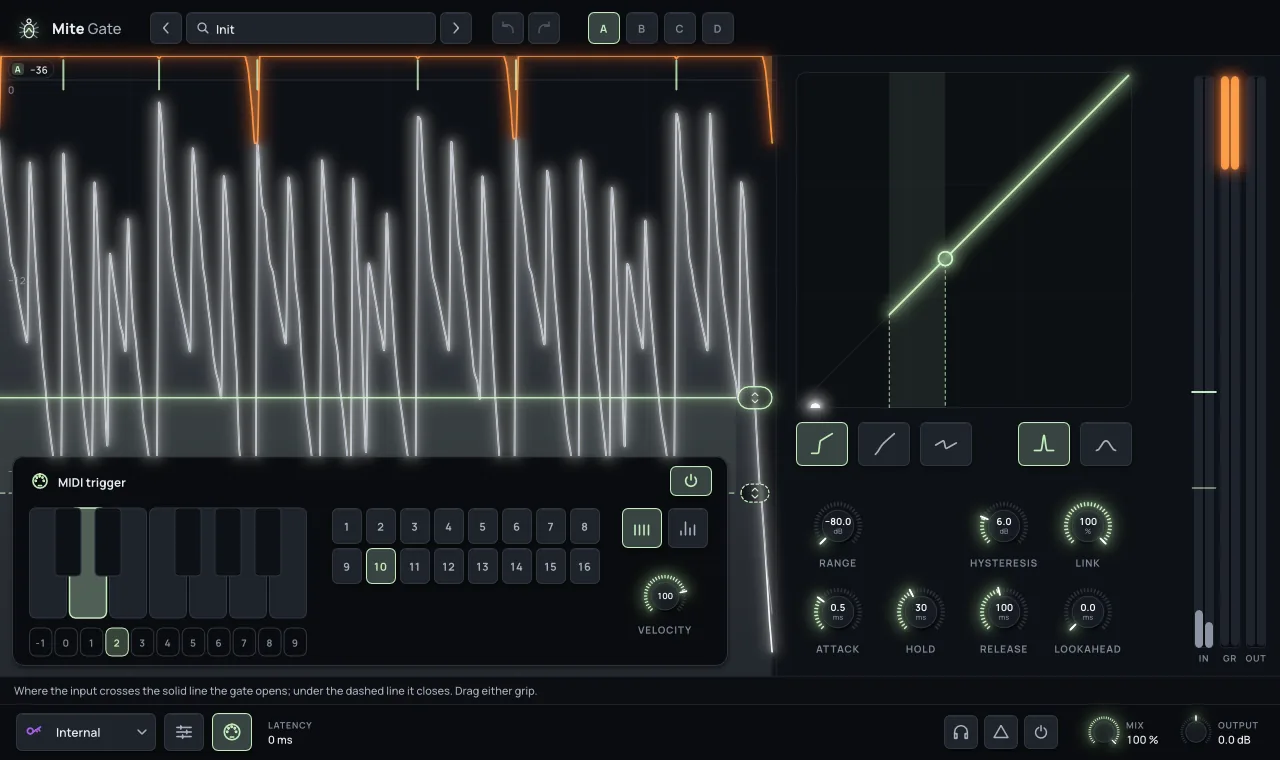 Mite Gate
Init
A
B
C
D
A -36
0
-12
MIDI trigger
1 2 3 4 5 6 7 8
9 10 11 12 13 14 15 16
100
VELOCITY
-1 0 1 2 3 4 5 6 7 8 9
-80.0 dB
RANGE
6.0 dB
HYSTERESIS
100 %
LINK
0.5 ms
ATTACK
30 ms
HOLD
100 ms
RELEASE
0.0 ms
LOOKAHEAD
IN GR OUT
Where the input crosses the solid line the gate opens; under the dashed line it closes. Drag either grip.
Internal
LATENCY
0 ms
MIX
100 %
OUTPUT
0.0 dB